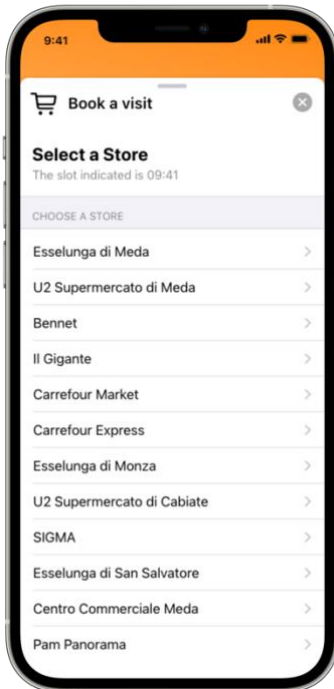 9:41
Book a visit
Select a Store
The slot indicated is 09:41
CHOOSE A STORE
Esselunga di Meda
U2 Supermercato di Meda
Bennet
Il Gigante
Carrefour Market
Carrefour Express
Esselunga di Monza
U2 Supermercato di Cabiate
SIGMA
Esselunga di San Salvatore
Centro Commerciale Meda
Pam Panorama